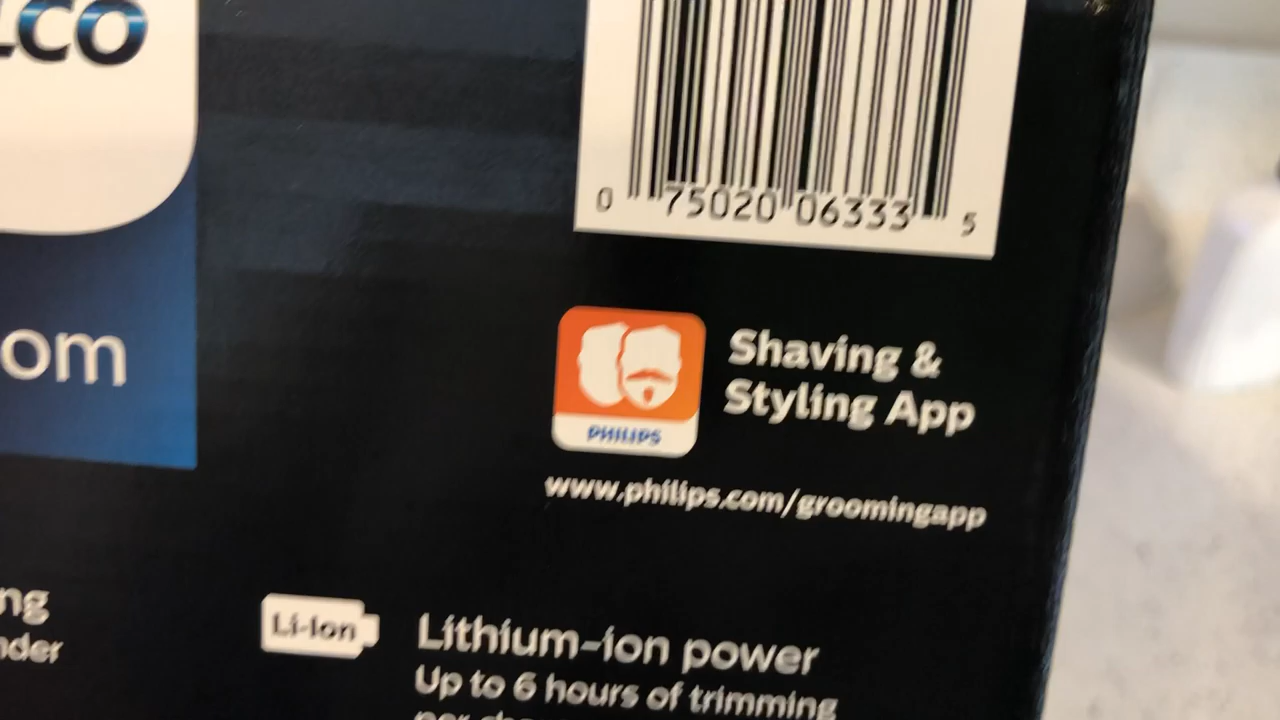 LCO
0 75020 06333 5
om
Shaving &
Styling App
PHILIPS
www.philips.com/groomingapp
ng
nder
Li-Ion
Lithium-ion power
Up to 6 hours of trimming